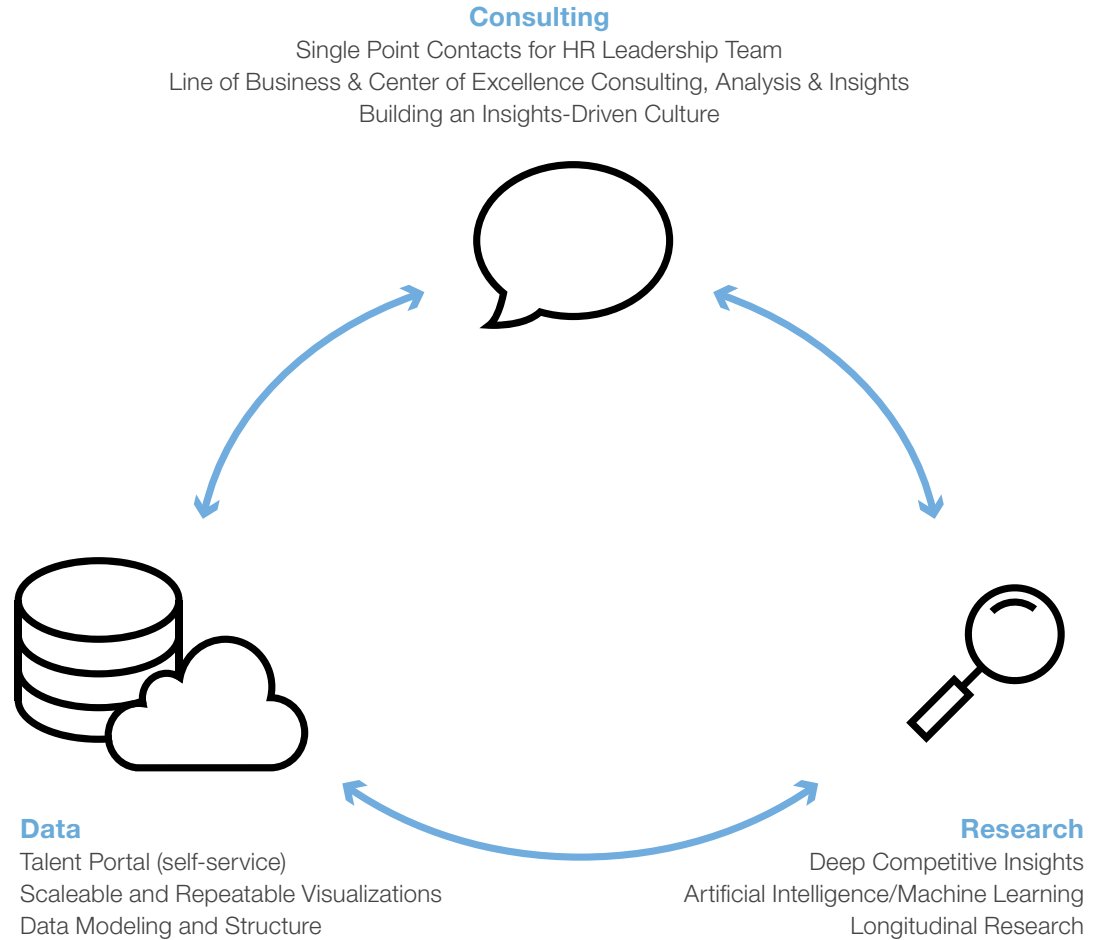 Consulting
Single Point Contacts for HR Leadership Team
Line of Business & Center of Excellence Consulting, Analysis & Insights
Building an Insights-Driven Culture
Data
Talent Portal (self-service)
Scaleable and Repeatable Visualizations
Data Modeling and Structure
Research
Deep Competitive Insights
Artificial Intelligence/Machine Learning
Longitudinal Research